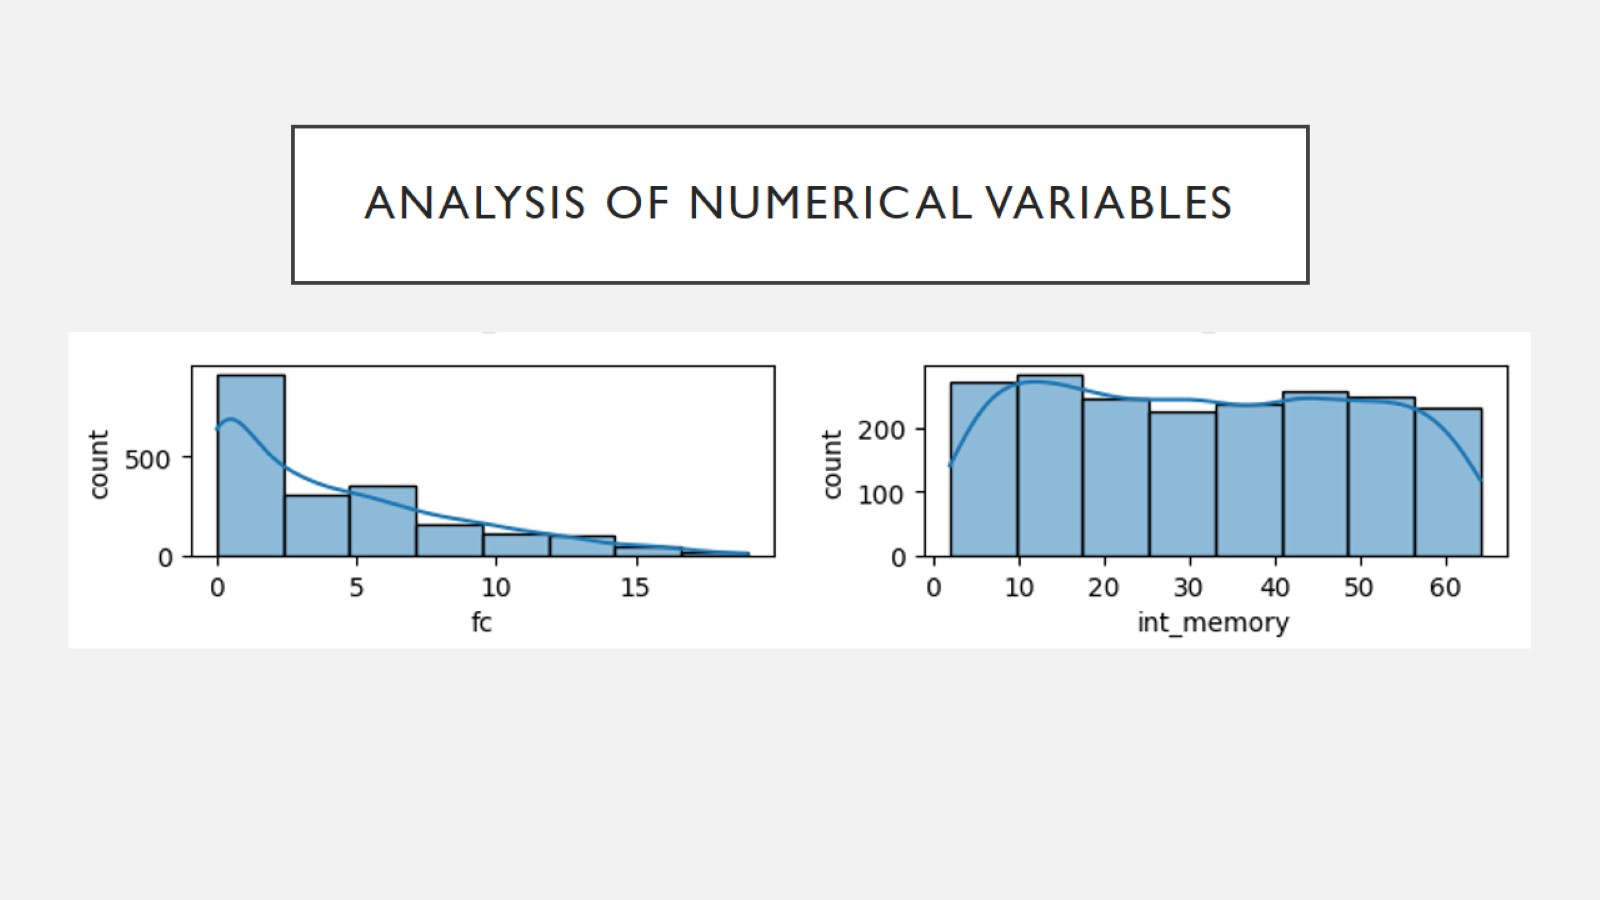 ANALYSIS OF NUMERICAL VARIABLES
count
500
0
0 5 10 15
fc
count
200
100
0
0 10 20 30 40 50 60
int_memory